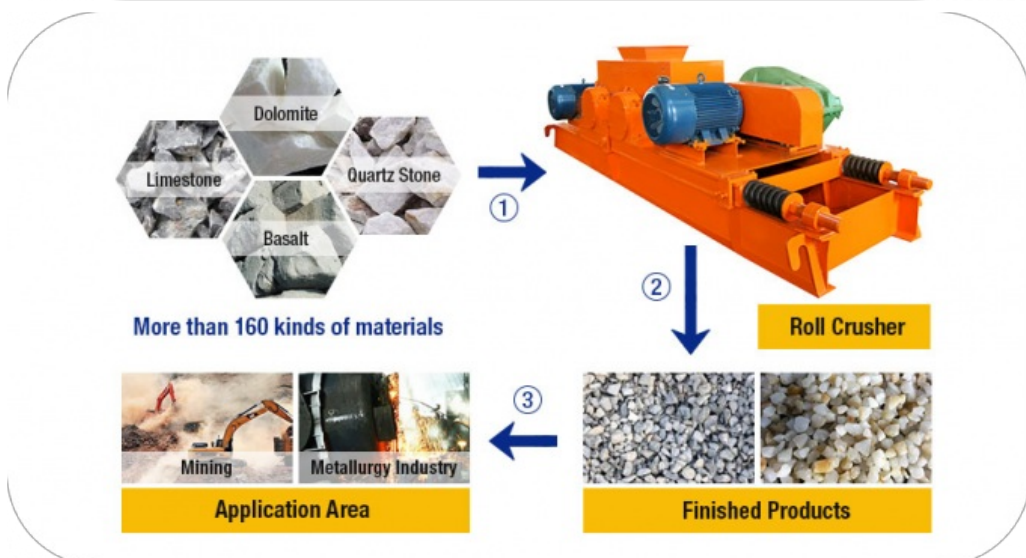 Dolomite
Limestone
Quartz Stone
Basalt
①
More than 160 kinds of materials
②
Roll Crusher
③
Mining
Metallurgy Industry
Application Area
Finished Products